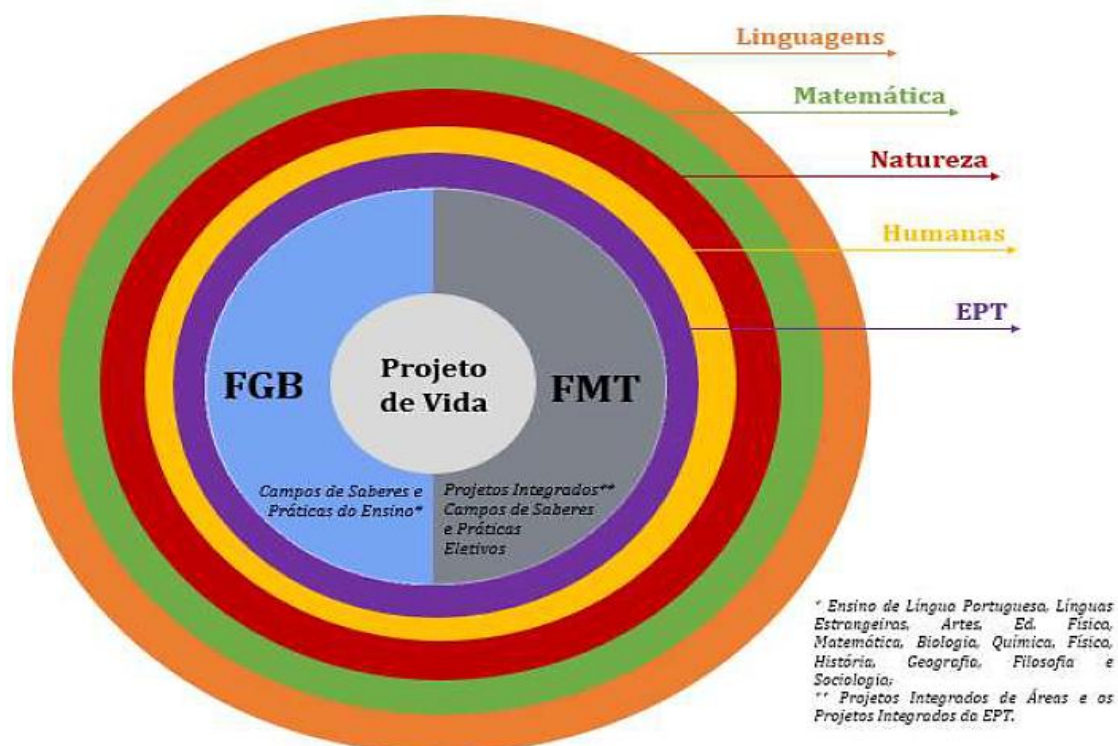 Linguagens
Matemática
Natureza
Humanas
EPT
FGB
Projeto
de Vida
FMT
Campos de Saberes e
Práticas do Ensino*
Projetos Integrados**
Campos de Saberes
e Práticas
Eletivos
* Ensino de Língua Portuguesa, Línguas
Estrangeiras, Artes, Ed. Física,
Matemática, Biologia, Química, Física,
História, Geografia, Filosofia e
Sociologia;
** Projetos Integrados de Áreas e os
Projetos Integrados da EPT.